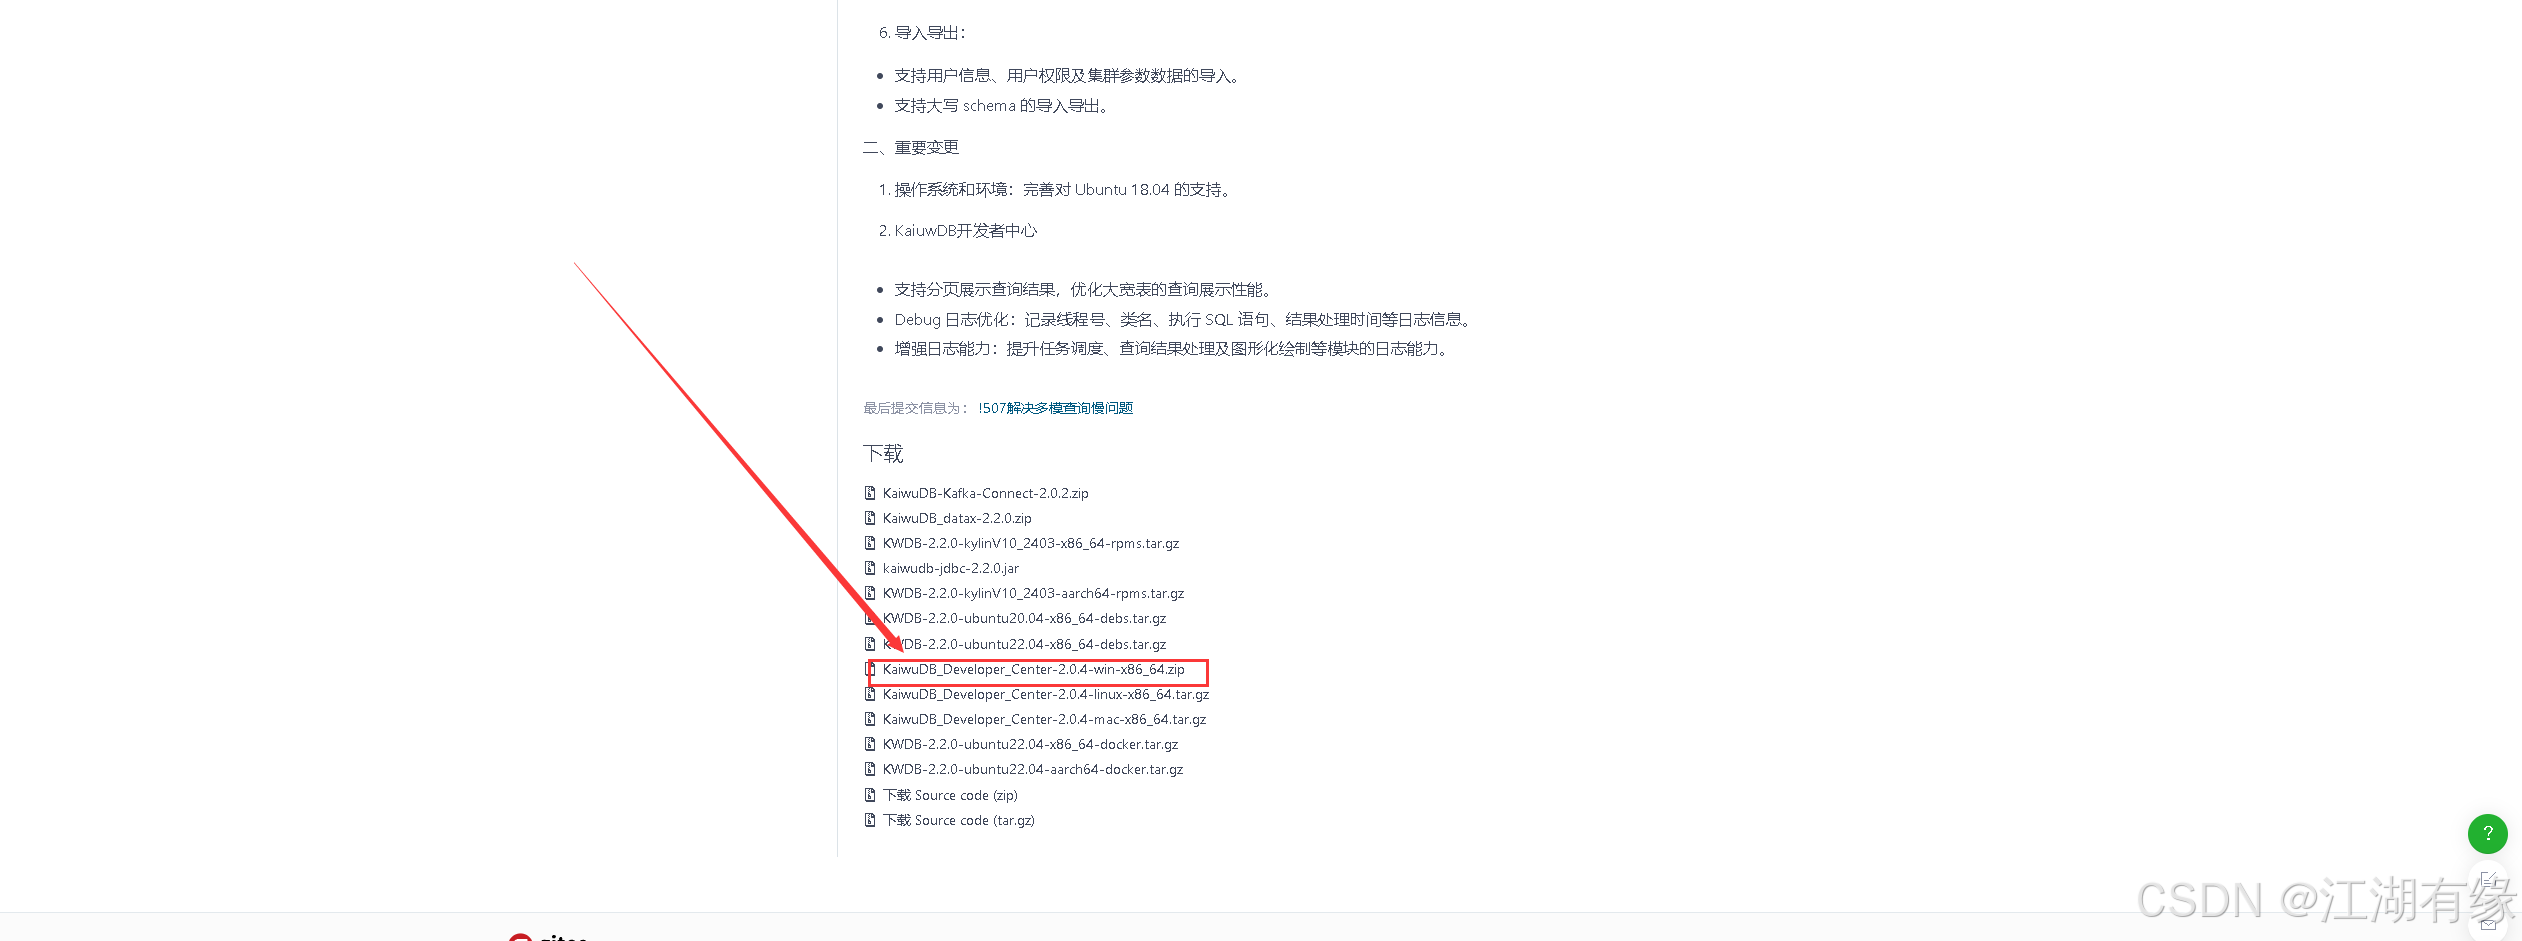 6. 导入导出：
支持用户信息、用户权限及集群参数数据的导入。
支持大写 schema 的导入导出。
二、重要变更
1. 操作系统和环境：完善对 Ubuntu 18.04 的支持。
2. KaiuwDB开发者中心
支持分页展示查询结果，优化大宽表的查询展示性能。
Debug 日志优化：记录线程号、类名、执行 SQL 语句、结果处理时间等日志信息。
增强日志能力：提升任务调度、查询结果处理及图形化绘制等模块的日志能力。
最后提交信息为： !507解决多模查询慢问题
下载
KaiwuDB-Kafka-Connect-2.0.2.zip
KaiwuDB_datax-2.2.0.zip
KWDB-2.2.0-kylinV10_2403-x86_64-rpms.tar.gz
kaiwudb-jdbc-2.2.0.jar
KWDB-2.2.0-kylinV10_2403-aarch64-rpms.tar.gz
KWDB-2.2.0-ubuntu20.04-x86_64-debs.tar.gz
KWDB-2.2.0-ubuntu22.04-x86_64-debs.tar.gz
KaiwuDB_Developer_Center-2.0.4-win-x86_64.zip
KaiwuDB_Developer_Center-2.0.4-linux-x86_64.tar.gz
KaiwuDB_Developer_Center-2.0.4-mac-x86_64.tar.gz
KWDB-2.2.0-ubuntu22.04-x86_64-docker.tar.gz
KWDB-2.2.0-ubuntu22.04-aarch64-docker.tar.gz
下载 Source code (zip)
下载 Source code (tar.gz)
?
CSDN @江湖有缘